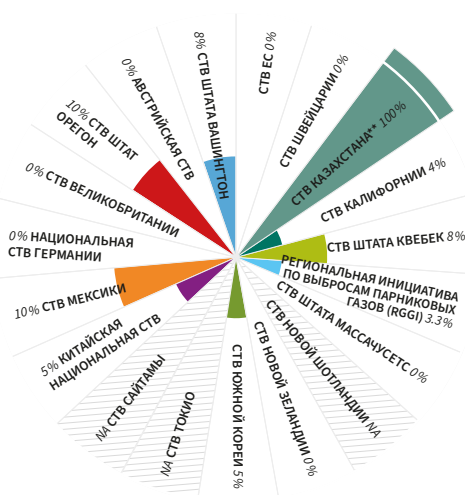 СТВ ЕС 0%
СТВ ШВЕЙЦАРИИ 0%
СТВ КАЗАХСТАНА** 100%
СТВ КАЛИФОРНИИ 4%
СТВ ШТАТА КВЕБЕК 8%
РЕГИОНАЛЬНАЯ ИНИЦИАТИВА
ПО ВЫБРОСАМ ПАРНИКОВЫХ
ГАЗОВ (RGGI) 3.3%
СТВ ШТАТА МАССАЧУСЕТС 0%
СТВ НОВОЙ ШОТЛАНДИИ NA
СТВ НОВОЙ ЗЕЛАНДИИ 0%
СТВ ЮЖНОЙ КОРЕИ 5%
NA СТВ ТОКИО
NA СТВ САЙТАМЫ
5% КИТАЙСКАЯ
НАЦИОНАЛЬНАЯ СТВ
10% СТВ МЕКСИКИ
0% НАЦИОНАЛЬНАЯ
СТВ ГЕРМАНИИ
0% СТВ ВЕЛИКОБРИТАНИИ
10% СТВ ШТАТ
ОРЕГОН
0% АВСТРИЙСКАЯ СТВ
8% СТВ ШТАТА ВАШИНГТОН